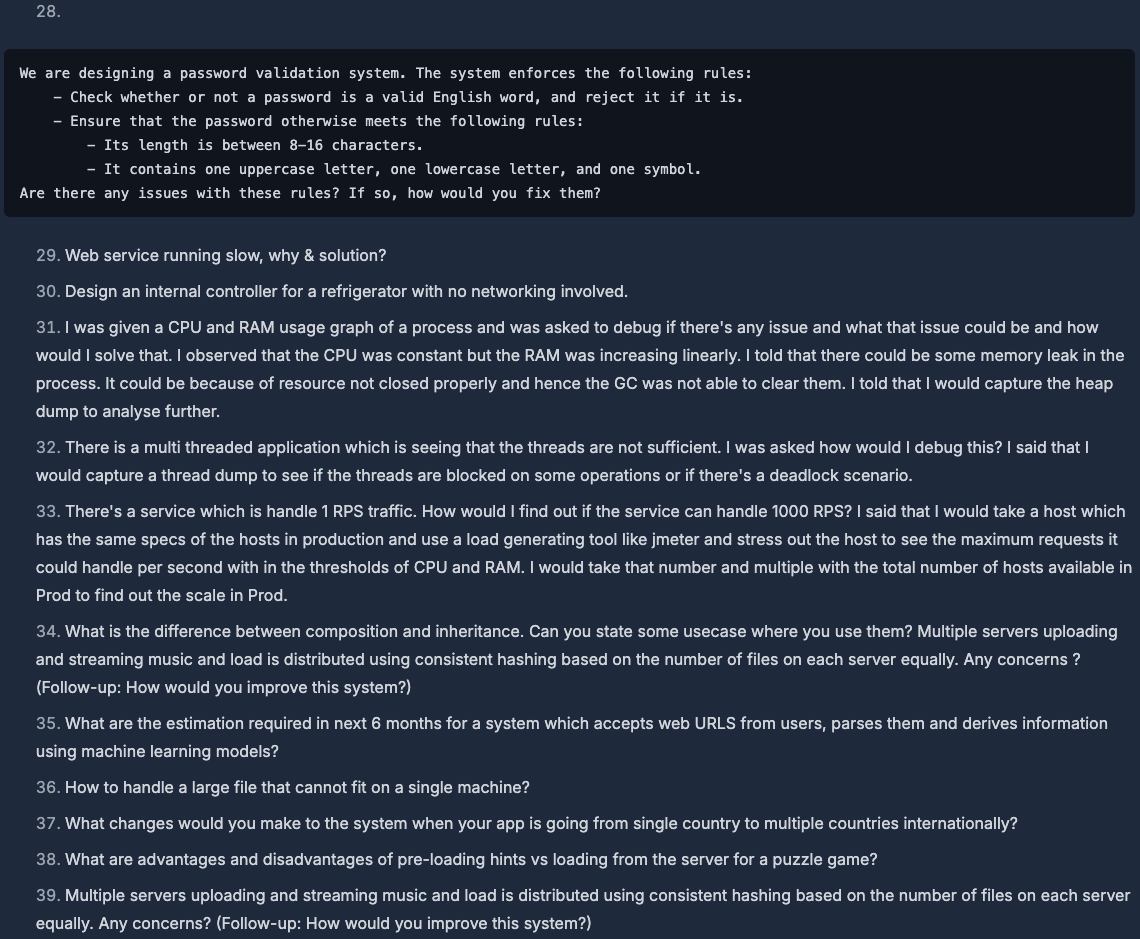 28.
We are designing a password validation system. The system enforces the following rules:
– Check whether or not a password is a valid English word, and reject it if it is.
– Ensure that the password otherwise meets the following rules:
– Its length is between 8–16 characters.
– It contains one uppercase letter, one lowercase letter, and one symbol.
Are there any issues with these rules? If so, how would you fix them?
29. Web service running slow, why & solution?
30. Design an internal controller for a refrigerator with no networking involved.
31. I was given a CPU and RAM usage graph of a process and was asked to debug if there's any issue and what that issue could be and how
would I solve that. I observed that the CPU was constant but the RAM was increasing linearly. I told that there could be some memory leak in the
process. It could be because of resource not closed properly and hence the GC was not able to clear them. I told that I would capture the heap
dump to analyse further.
32. There is a multi threaded application which is seeing that the threads are not sufficient. I was asked how would I debug this? I said that I
would capture a thread dump to see if the threads are blocked on some operations or if there's a deadlock scenario.
33. There's a service which is handle 1 RPS traffic. How would I find out if the service can handle 1000 RPS? I said that I would take a host which
has the same specs of the hosts in production and use a load generating tool like jmeter and stress out the host to see the maximum requests it
could handle per second with in the thresholds of CPU and RAM. I would take that number and multiple with the total number of hosts available in
Prod to find out the scale in Prod.
34. What is the difference between composition and inheritance. Can you state some usecase where you use them? Multiple servers uploading
and streaming music and load is distributed using consistent hashing based on the number of files on each server equally. Any concerns ?
(Follow-up: How would you improve this system?)
35. What are the estimation required in next 6 months for a system which accepts web URLS from users, parses them and derives information
using machine learning models?
36. How to handle a large file that cannot fit on a single machine?
37. What changes would you make to the system when your app is going from single country to multiple countries internationally?
38. What are advantages and disadvantages of pre-loading hints vs loading from the server for a puzzle game?
39. Multiple servers uploading and streaming music and load is distributed using consistent hashing based on the number of files on each server
equally. Any concerns? (Follow-up: How would you improve this system?)